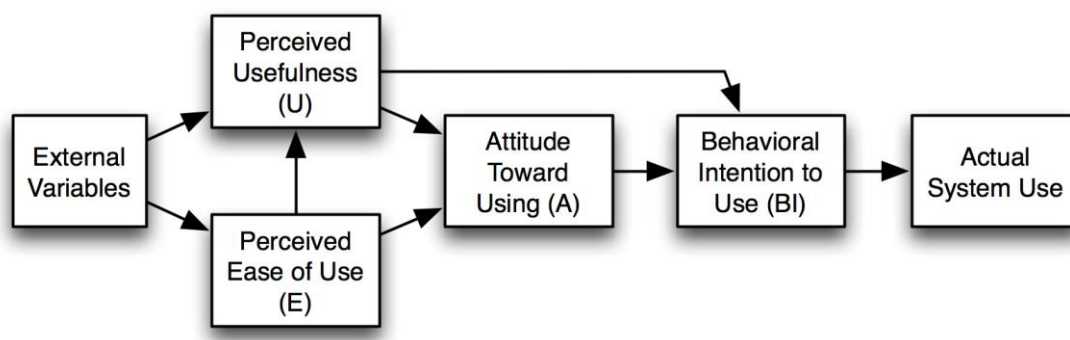 External
Variables
Perceived
Usefulness
(U)
Perceived
Ease of Use
(E)
Attitude
Toward
Using (A)
Behavioral
Intention to
Use (BI)
Actual
System Use